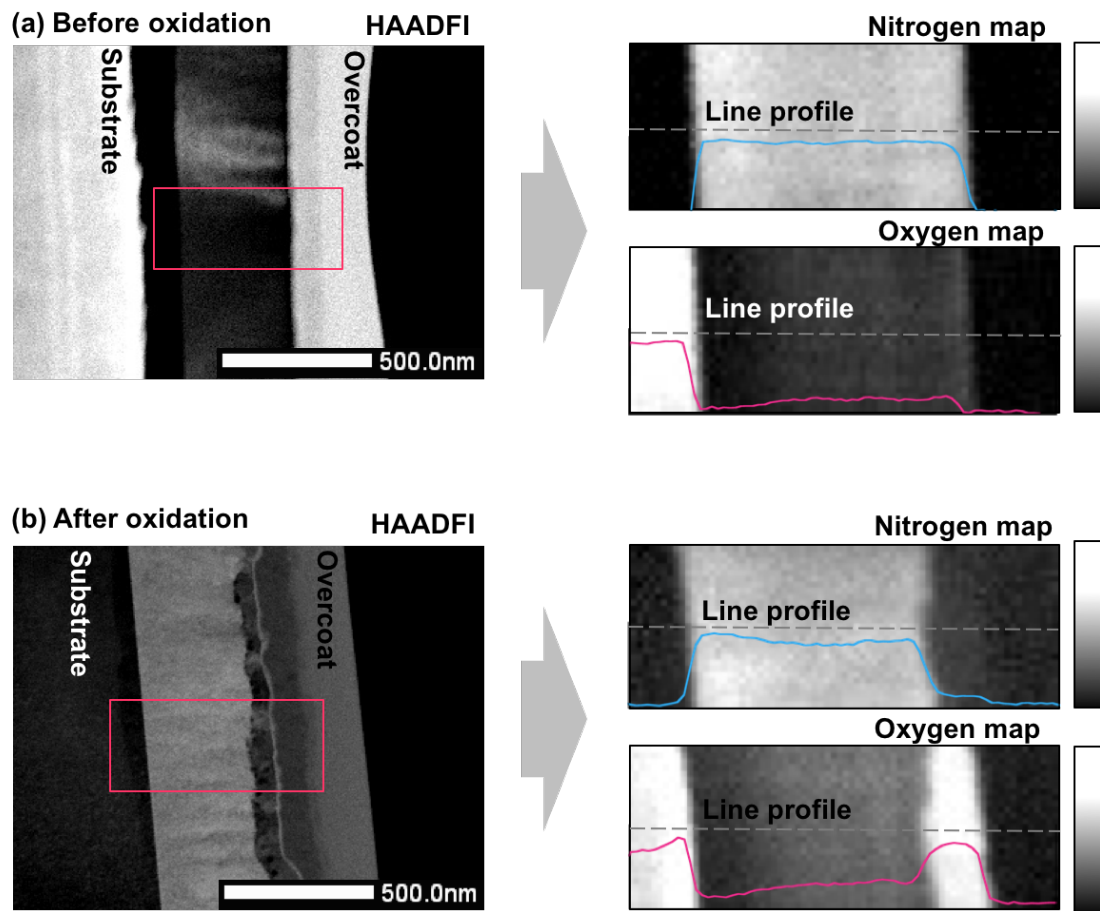 (a) Before oxidation
HAADFI
Substrate
Overcoat
500.0nm
Nitrogen map
Line profile
Oxygen map
Line profile
(b) After oxidation
HAADFI
Substrate
Overcoat
500.0nm
Nitrogen map
Line profile
Oxygen map
Line profile